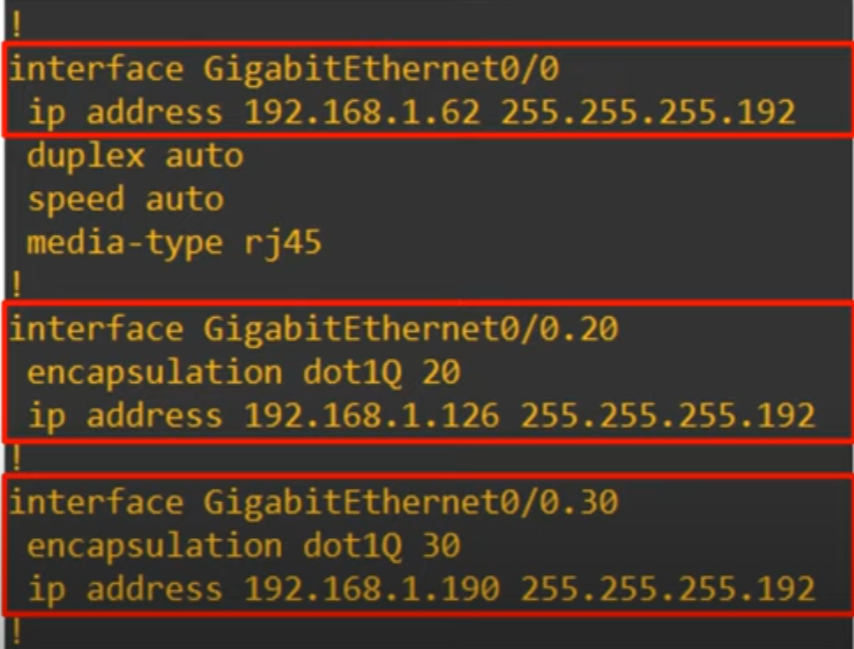 !
interface GigabitEthernet0/0
 ip address 192.168.1.62 255.255.255.192
 duplex auto
 speed auto
 media-type rj45
!
interface GigabitEthernet0/0.20
 encapsulation dot1Q 20
 ip address 192.168.1.126 255.255.255.192
!
interface GigabitEthernet0/0.30
 encapsulation dot1Q 30
 ip address 192.168.1.190 255.255.255.192
!